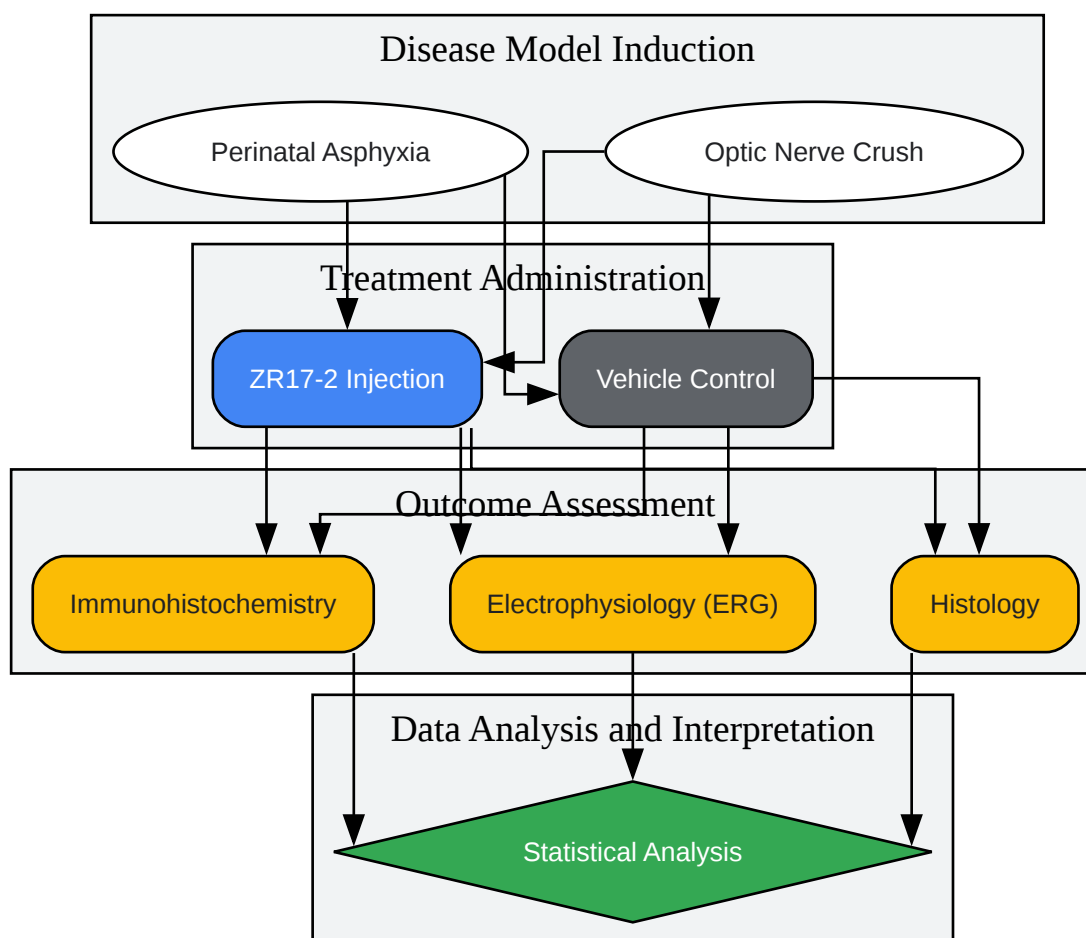 Disease Model Induction
Perinatal Asphyxia
Optic Nerve Crush
Treatment Administration
ZR17-2 Injection
Vehicle Control
Outcome Assessment
Immunohistochemistry
Electrophysiology (ERG)
Histology
Data Analysis and Interpretation
Statistical Analysis